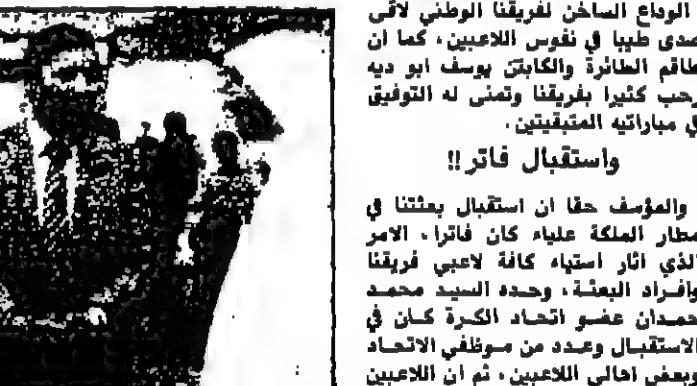 الوداع الساخن لفريقنا الوطني لاقى
صدى طيبا في نفوس اللاعبين، كما ان
طاقم الطائرة والكابتن يوسف ابو ديه
رحب كثيرا بفريقنا وتمنى له التوفيق
في مباراتيه المتبقيتين.
واستقبال فاتر!!
والمؤسف حقا ان استقبال بعثتنا في
مطار الملكة علياء كان فاترا، الامر
الذي اثار استياء كافة لاعبي فريقنا
وافراد البعثة، وحده السيد محمد
حمدان عضو اتحاد الكرة كان في
الاستقبال وعدد من موظفي الاتحاد
وبعض اهالي اللاعبين، ثم ان اللاعبين